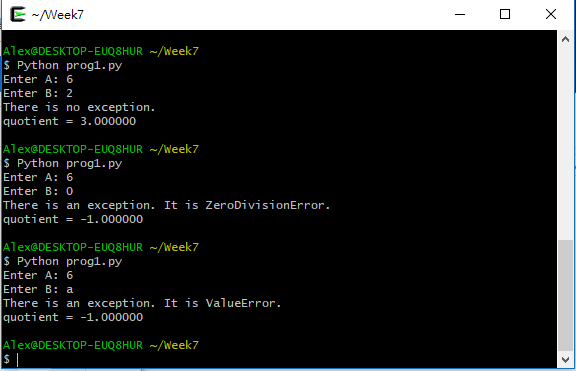 ~/Week7
Alex@DESKTOP-EUQ8HUR ~/Week7
$ Python prog1.py
Enter A: 6
Enter B: 2
There is no exception.
quotient = 3.000000
Alex@DESKTOP-EUQ8HUR ~/Week7
$ Python prog1.py
Enter A: 6
Enter B: 0
There is an exception. It is ZeroDivisionError.
quotient = -1.000000
Alex@DESKTOP-EUQ8HUR ~/Week7
$ Python prog1.py
Enter A: 6
Enter B: a
There is an exception. It is ValueError.
quotient = -1.000000
Alex@DESKTOP-EUQ8HUR ~/Week7
$